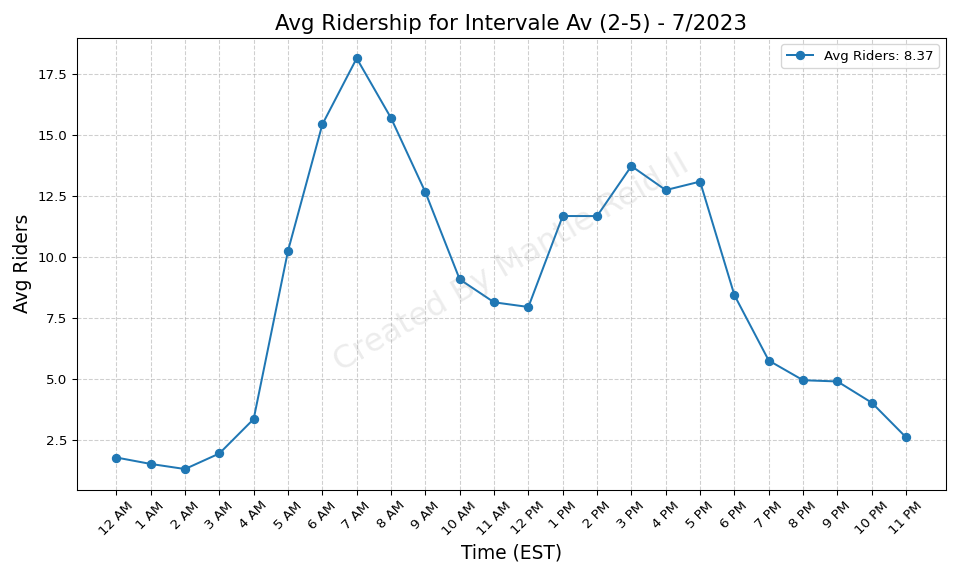 Avg Ridership for Intervale Av (2-5) - 7/2023
Avg Riders: 8.37
17.5
15.0
12.5
10.0
7.5
5.0
2.5
Avg Riders
Created By Mantie Reid II
12 AM
1 AM
2 AM
3 AM
4 AM
5 AM
6 AM
7 AM
8 AM
9 AM
10 AM
11 AM
12 PM
1 PM
2 PM
3 PM
4 PM
5 PM
6 PM
7 PM
8 PM
9 PM
10 PM
11 PM
Time (EST)